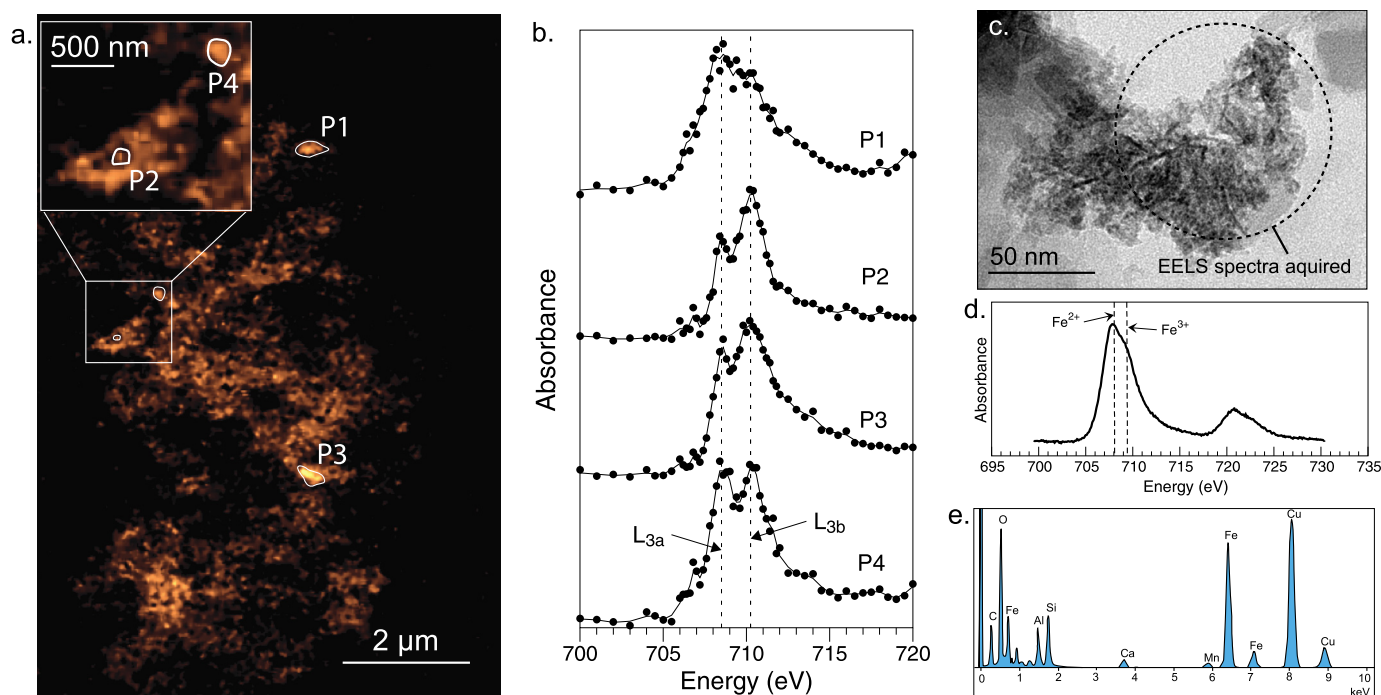 a.
500 nm
P4
P2
P1
P3
2 µm
b.
P1
P2
P3
P4
L3a
L3b
Absorbance
700 705 710 715 720
Energy (eV)
c.
50 nm
EELS spectra aquired
d.
Fe2+
Fe3+
Absorbance
695 700 705 710 715 720 725 730 735
Energy (eV)
e.
C O Fe Al Si Ca Mn Fe Fe Cu Cu
0 1 2 3 4 5 6 7 8 9 10 keV